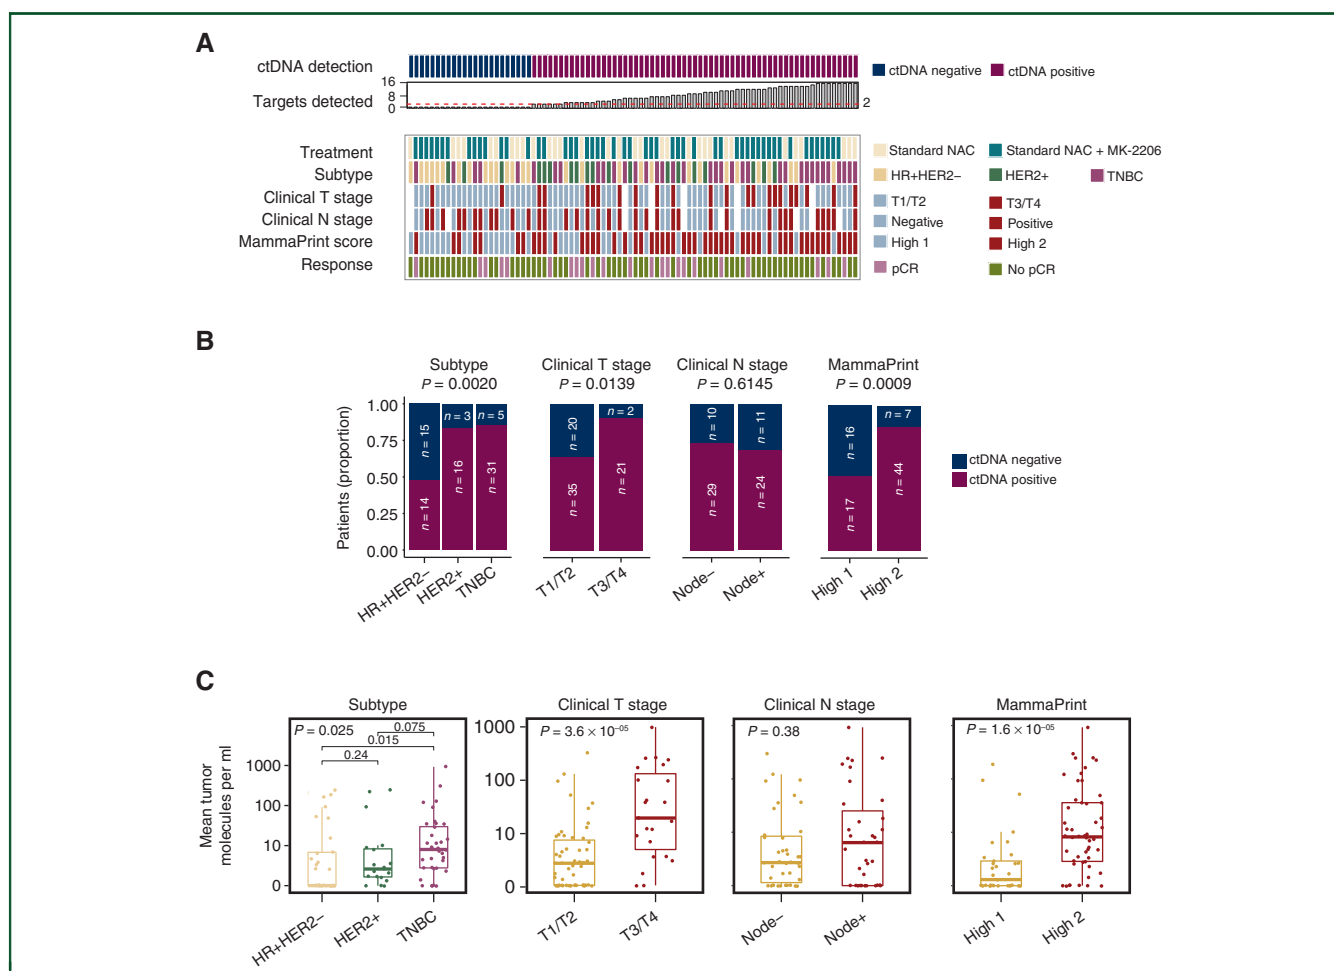 A
ctDNA detection
ctDNA negative
ctDNA positive
16
8
0
Targets detected
2
Treatment
Standard NAC
Standard NAC + MK-2206
Subtype
HR+HER2−
HER2+
TNBC
Clinical T stage
T1/T2
T3/T4
Clinical N stage
Negative
Positive
MammaPrint score
High 1
High 2
Response
pCR
No pCR
B
Subtype
P = 0.0020
Clinical T stage
P = 0.0139
Clinical N stage
P = 0.6145
MammaPrint
P = 0.0009
Patients (proportion)
1.00
0.75
0.50
0.25
0.00
n = 15
n = 14
n = 3
n = 16
n = 5
n = 31
n = 20
n = 35
n = 2
n = 21
n = 10
n = 29
n = 11
n = 24
n = 16
n = 17
n = 7
n = 44
ctDNA negative
ctDNA positive
HR+HER2−
HER2+
TNBC
T1/T2
T3/T4
Node−
Node+
High 1
High 2
C
Subtype
Clinical T stage
Clinical N stage
MammaPrint
Mean tumor
molecules per ml
P = 0.025
0.075
0.015
0.24
1000
100
10
0
P = 3.6 × 10−05
1000
100
10
0
P = 0.38
P = 1.6 × 10−05
HR+HER2−
HER2+
TNBC
T1/T2
T3/T4
Node−
Node+
High 1
High 2